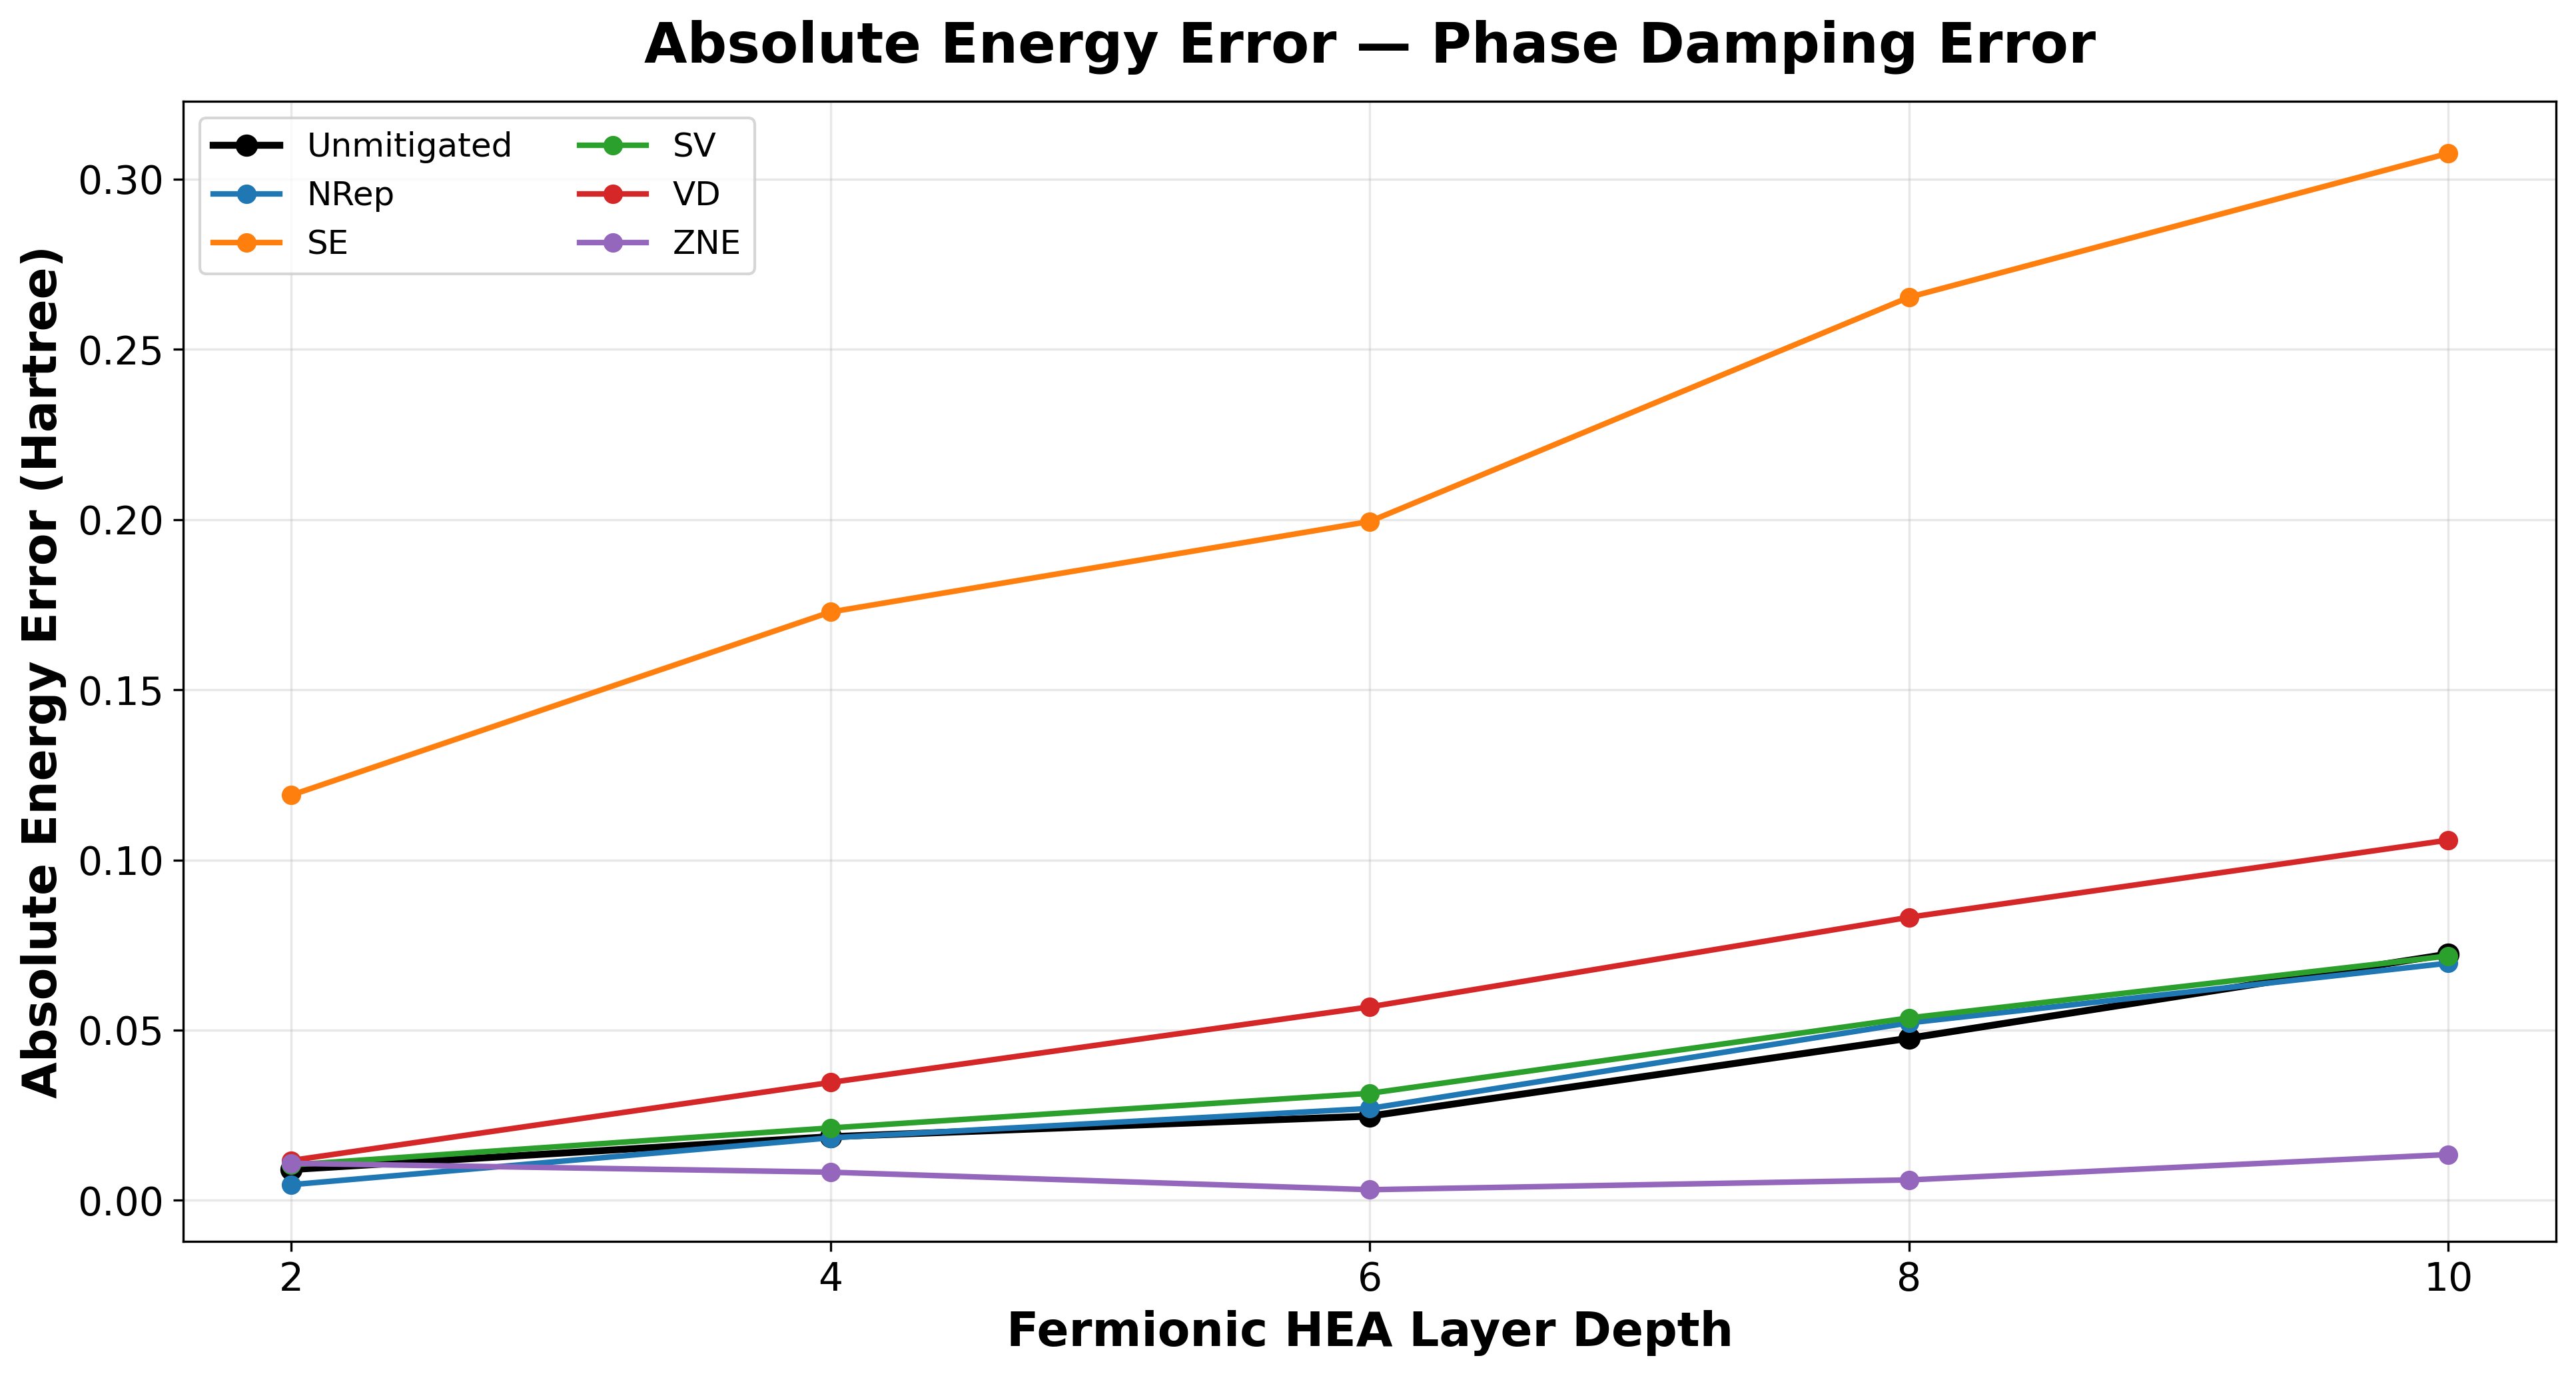 Absolute Energy Error — Phase Damping Error
Unmitigated
NRep
SE
SV
VD
ZNE
Absolute Energy Error (Hartree)
0.30
0.25
0.20
0.15
0.10
0.05
0.00
2 4 6 8 10
Fermionic HEA Layer Depth